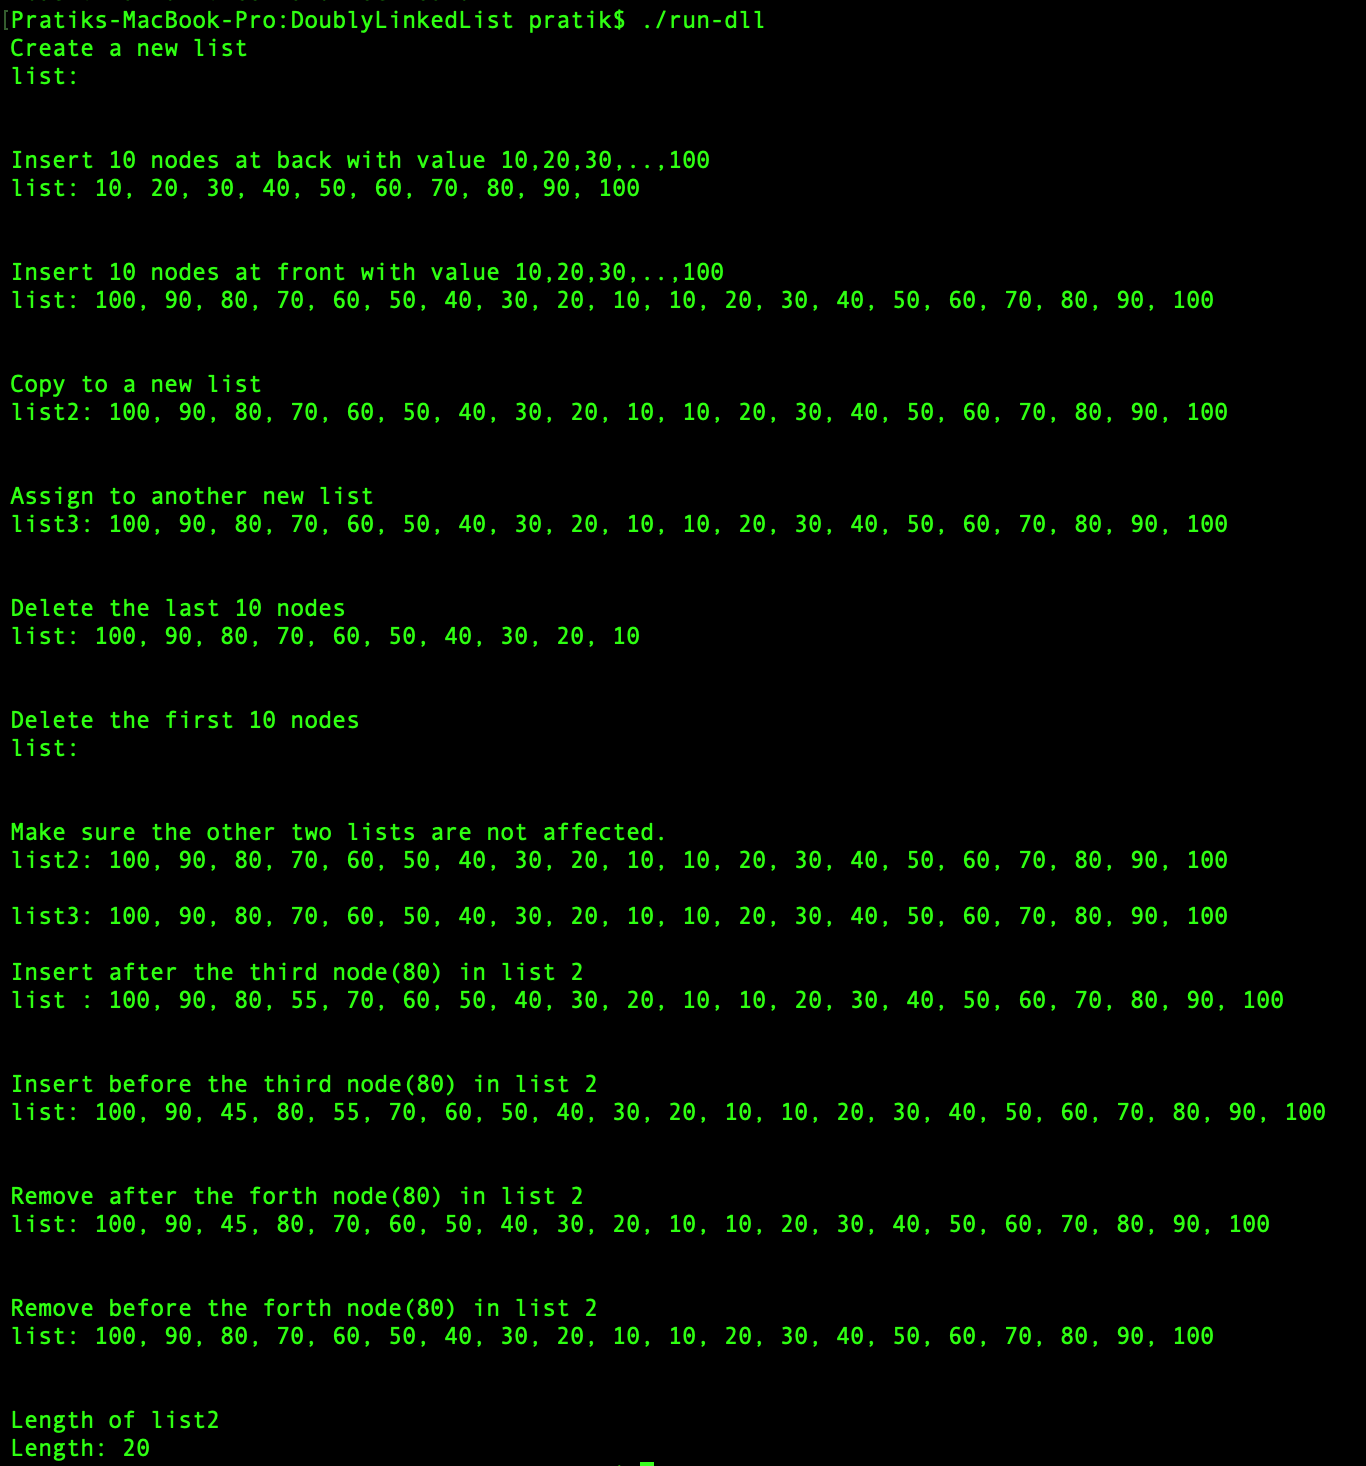 [Pratiks-MacBook-Pro:DoublyLinkedList pratik$ ./run-dll
Create a new list
list:
Insert 10 nodes at back with value 10,20,30,..,100
list: 10, 20, 30, 40, 50, 60, 70, 80, 90, 100
Insert 10 nodes at front with value 10,20,30,..,100
list: 100, 90, 80, 70, 60, 50, 40, 30, 20, 10, 10, 20, 30, 40, 50, 60, 70, 80, 90, 100
Copy to a new list
list2: 100, 90, 80, 70, 60, 50, 40, 30, 20, 10, 10, 20, 30, 40, 50, 60, 70, 80, 90, 100
Assign to another new list
list3: 100, 90, 80, 70, 60, 50, 40, 30, 20, 10, 10, 20, 30, 40, 50, 60, 70, 80, 90, 100
Delete the last 10 nodes
list: 100, 90, 80, 70, 60, 50, 40, 30, 20, 10
Delete the first 10 nodes
list:
Make sure the other two lists are not affected.
list2: 100, 90, 80, 70, 60, 50, 40, 30, 20, 10, 10, 20, 30, 40, 50, 60, 70, 80, 90, 100
list3: 100, 90, 80, 70, 60, 50, 40, 30, 20, 10, 10, 20, 30, 40, 50, 60, 70, 80, 90, 100
Insert after the third node(80) in list 2
list : 100, 90, 80, 55, 70, 60, 50, 40, 30, 20, 10, 10, 20, 30, 40, 50, 60, 70, 80, 90, 100
Insert before the third node(80) in list 2
list: 100, 90, 45, 80, 55, 70, 60, 50, 40, 30, 20, 10, 10, 20, 30, 40, 50, 60, 70, 80, 90, 100
Remove after the forth node(80) in list 2
list: 100, 90, 45, 80, 70, 60, 50, 40, 30, 20, 10, 10, 20, 30, 40, 50, 60, 70, 80, 90, 100
Remove before the forth node(80) in list 2
list: 100, 90, 80, 70, 60, 50, 40, 30, 20, 10, 10, 20, 30, 40, 50, 60, 70, 80, 90, 100
Length of list2
Length: 20